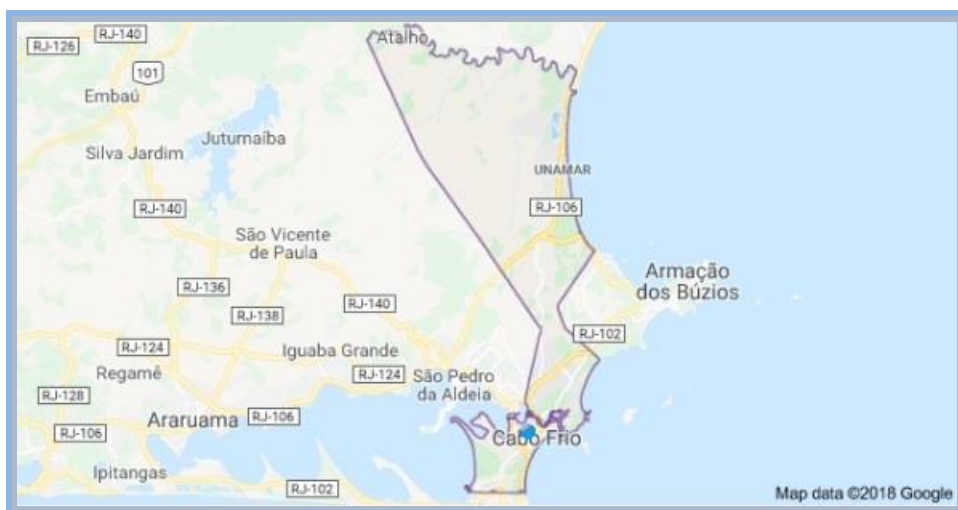 RJ-140
Atalho
RJ-126
101
Embaú
Juturnaíba
Silva Jardim
UNAMAR
RJ-140
RJ-106
São Vicente
de Paula
Armação
dos Búzios
RJ-136
RJ-140
RJ-138
RJ-102
RJ-124
Iguaba Grande
Regamê
RJ-124
São Pedro
da Aldeia
RJ-128
Araruama
RJ-106
RJ-106
Cabo Frio
Ipitangas
RJ-102
Map data ©2018 Google